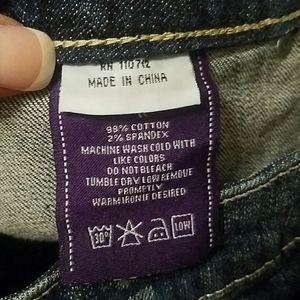 RN 110712
MADE IN CHINA
98% COTTON
2% SPANDEX
MACHINE WASH COLD WITH
LIKE COLORS
DO NOT BLEACH
TUMBLE DRY LOW REMOVE
PROMPTLY
WARM IRON IF DESIRED
30° LOW